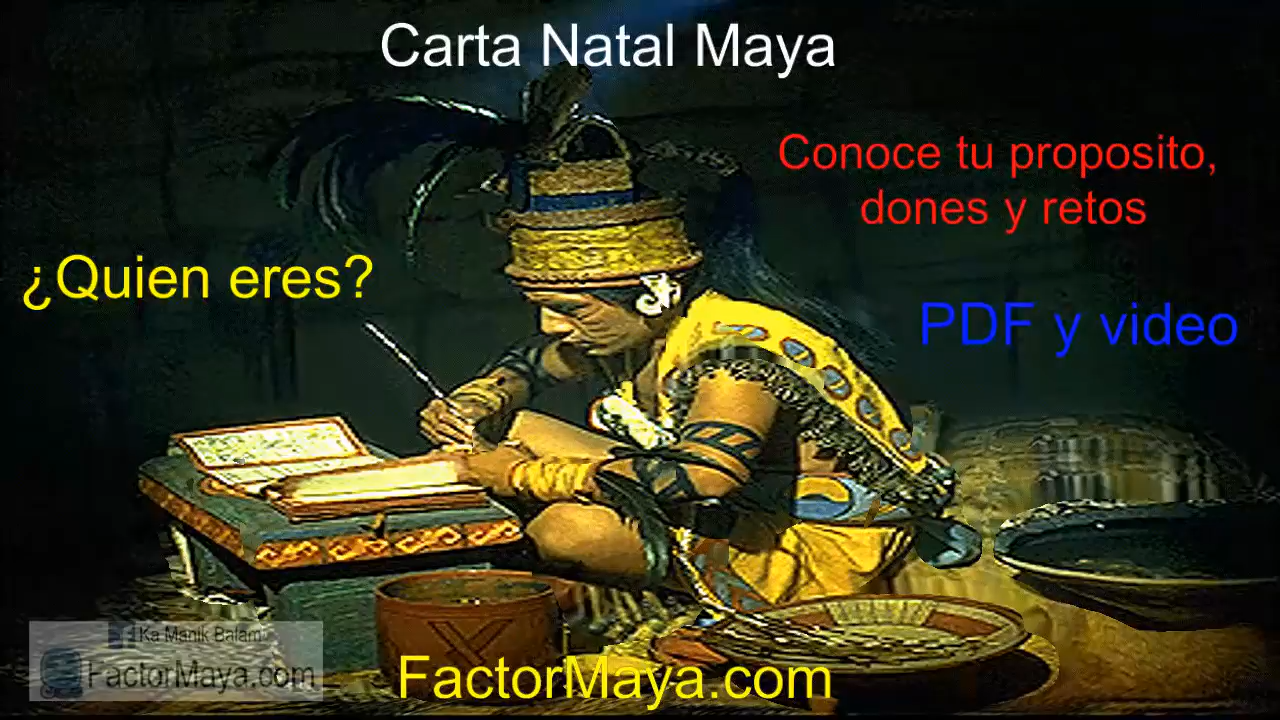 Carta Natal Maya
Conoce tu proposito,
dones y retos
¿Quien eres?
PDF y video
Ka Manik Balam
FactorMaya.com
FactorMaya.com